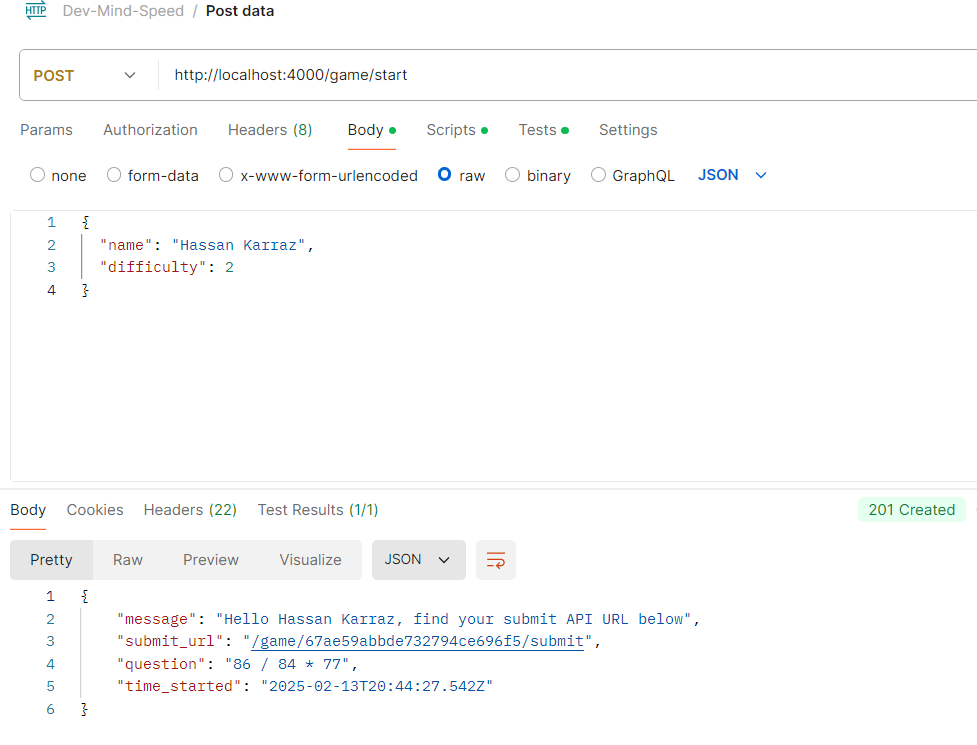 HTTP Dev-Mind-Speed / Post data
POST http://localhost:4000/game/start
Params Authorization Headers (8) Body Scripts Tests Settings
none form-data x-www-form-urlencoded raw binary GraphQL JSON
1 {
2 "name": "Hassan Karraz",
3 "difficulty": 2
4 }
Body Cookies Headers (22) Test Results (1/1) 201 Created
Pretty Raw Preview Visualize JSON
1 {
2 "message": "Hello Hassan Karraz, find your submit API URL below",
3 "submit_url": "/game/67ae59abbde732794ce696f5/submit",
4 "question": "86 / 84 * 77",
5 "time_started": "2025-02-13T20:44:27.542Z"
6 }